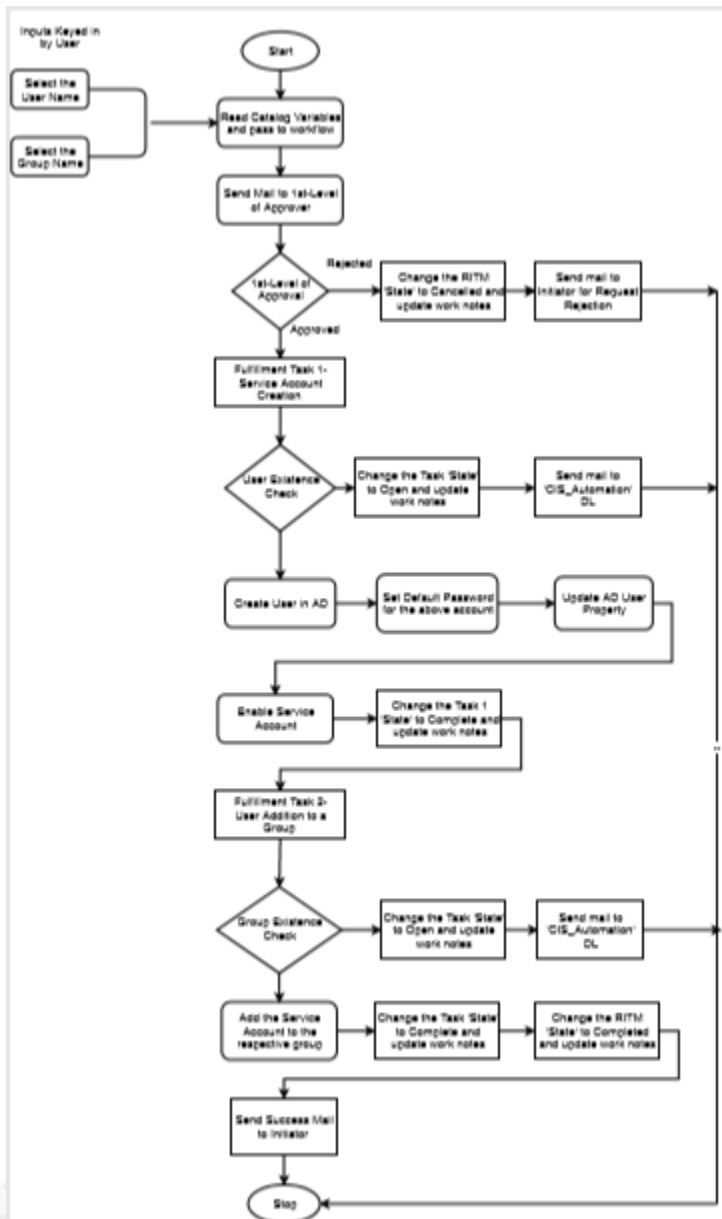 Inputs Keyed in
by User
Start
Select the
User Name
Read Catalog Variables
and pass to workflow
Select the
Group Name
Send Mail to 1st-Level
of Approver
Rejected
1st-Level of
Approval
Change the RITM
'State' to Cancelled and
update work notes
Send mail to
Initiator for Request
Rejection
Approved
Fulfillment Task 1-
Service Account
Creation
User Existence
Check
Change the Task 'State'
to Open and update
work notes
Send mail to
'CIS_Automation'
DL
Create User in AD
Set Default Password
for the above account
Update AD User
Property
Enable Service
Account
Change the Task 1
'State' to Complete and
update work notes
Fulfillment Task 2-
User Addition to a
Group
Group Existence
Check
Change the Task 'State'
to Open and update
work notes
Send mail to
'CIS_Automation'
DL
Add the Service
Account to the
respective group
Change the Task 'State'
to Complete and
update work notes
Change the RITM
'State' to Completed
and update work notes
Send Success Mail
to Initiator
Stop